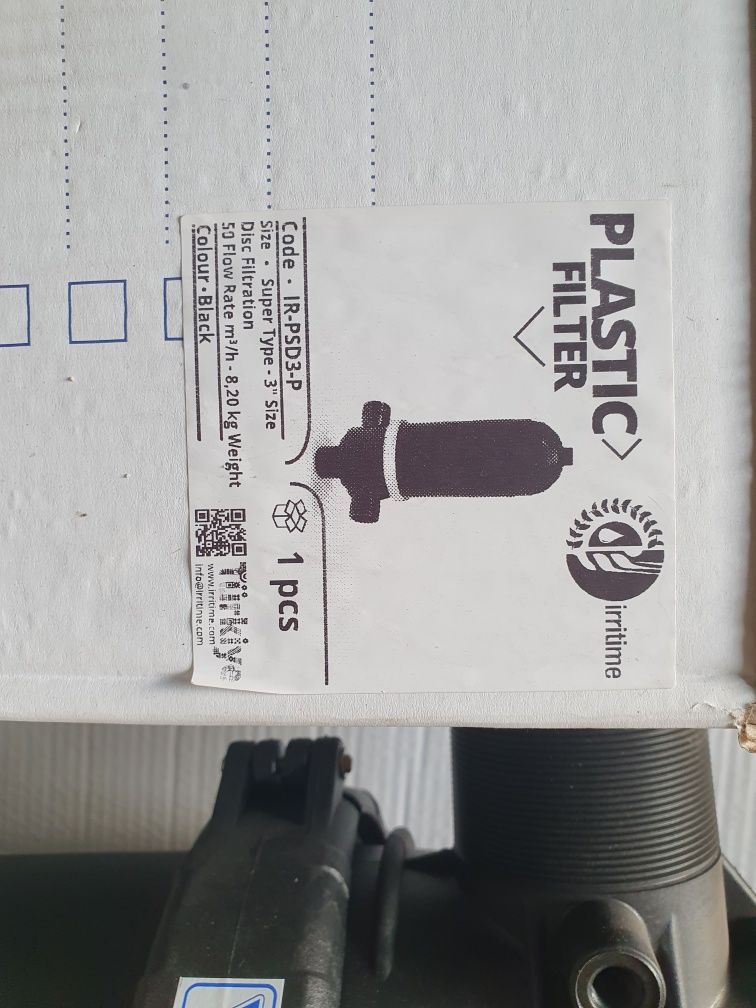 PLASTIC
FILTER
irritime
Code • IR-PSD3-P
Size • Super Type - 3" Size
Disc Filtration
50 Flow Rate m³/h - 8,20 kg Weight
Colour • Black
1 pcs
www.irritime.com
info@irritime.com